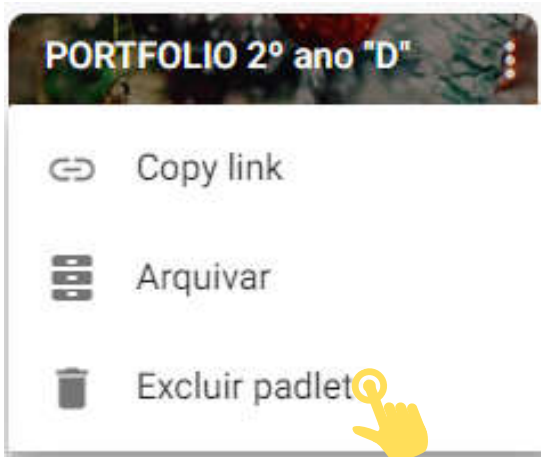 PORTFOLIO 2º ano "D"
Copy link
Arquivar
Excluir padlet